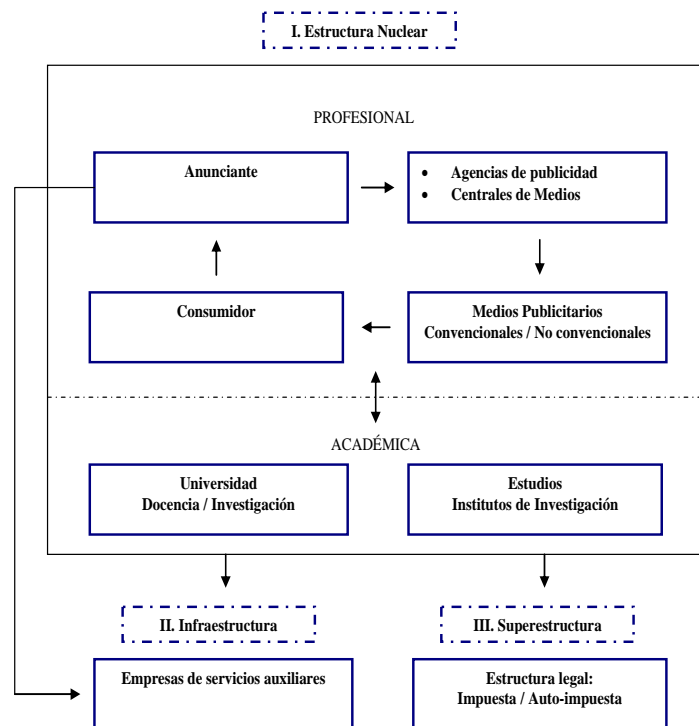 I. Estructura Nuclear
PROFESIONAL
Anunciante
• Agencias de publicidad
• Centrales de Medios
Consumidor
Medios Publicitarios
Convencionales / No convencionales
ACADÉMICA
Universidad
Docencia / Investigación
Estudios
Institutos de Investigación
II. Infraestructura
III. Superestructura
Empresas de servicios auxiliares
Estructura legal:
Impuesta / Auto-impuesta